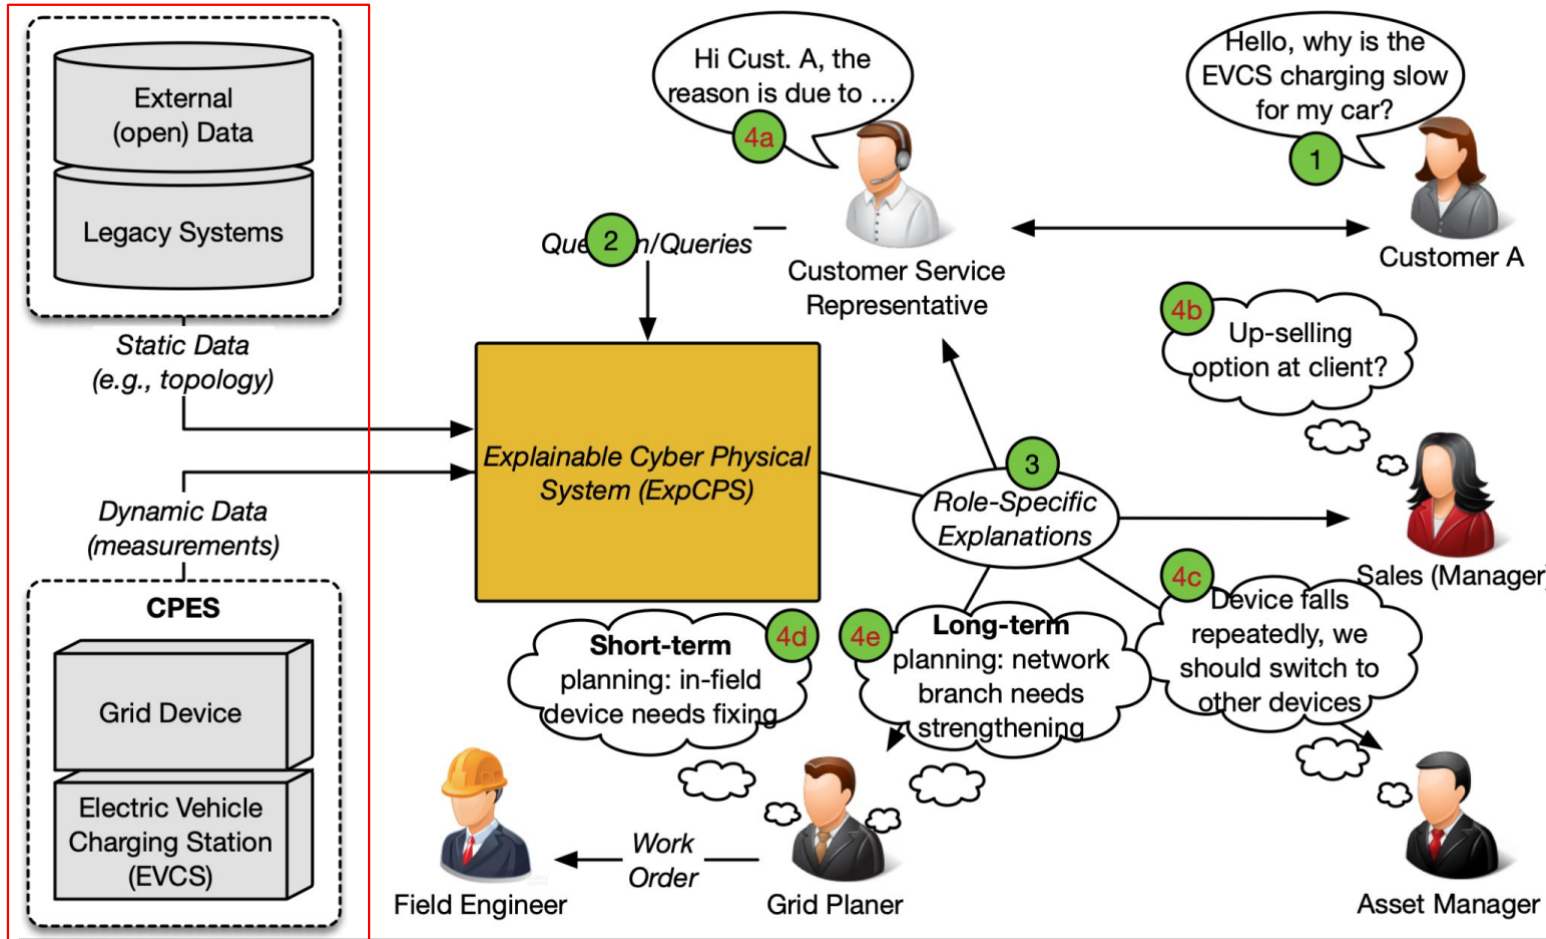 External
(open) Data
Legacy Systems
Static Data
(e.g., topology)
Dynamic Data
(measurements)
CPES
Grid Device
Electric Vehicle
Charging Station
(EVCS)
Hi Cust. A, the
reason is due to ...
4a
Hello, why is the
EVCS charging slow
for my car?
1
2
/Queries
Customer Service
Representative
Customer A
4b
Up-selling
option at client?
Explainable Cyber Physical
System (ExpCPS)
3
Role-Specific
Explanations
Sales (Manager)
4c
Device falls
repeatedly, we
should switch to
other devices
4d
Short-term
planning: in-field
device needs fixing
4e
Long-term
planning: network
branch needs
strengthening
Work
Order
Field Engineer
Grid Planer
Asset Manager